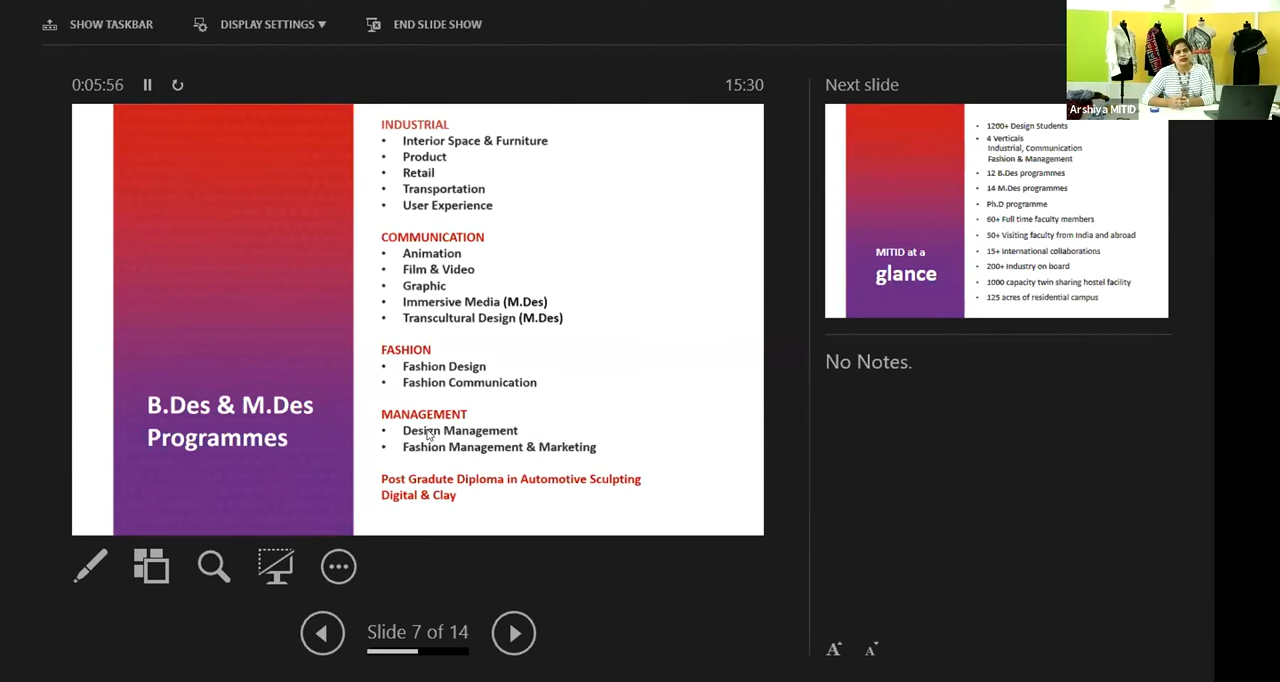 SHOW TASKBAR
DISPLAY SETTINGS ▼
END SLIDE SHOW
Arshiya MITID
0:05:56
15:30
INDUSTRIAL
• Interior Space & Furniture
• Product
• Retail
• Transportation
• User Experience
COMMUNICATION
• Animation
• Film & Video
• Graphic
• Immersive Media (M.Des)
• Transcultural Design (M.Des)
FASHION
• Fashion Design
• Fashion Communication
MANAGEMENT
• Design Management
• Fashion Management & Marketing
Post Gradute Diploma in Automotive Sculpting
Digital & Clay
B.Des & M.Des
Programmes
Slide 7 of 14
Next slide
• 1200+ Design Students
• 4 Verticals
Industrial, Communication
Fashion & Management
• 12 B.Des programmes
• 14 M.Des programmes
• Ph.D programme
• 60+ Full time faculty members
• 50+ Visiting faculty from India and abroad
• 15+ International collaborations
• 200+ Industry on board
• 1000 capacity twin sharing hostel facility
• 125 acres of residential campus
MITID at a
glance
No Notes.
A A